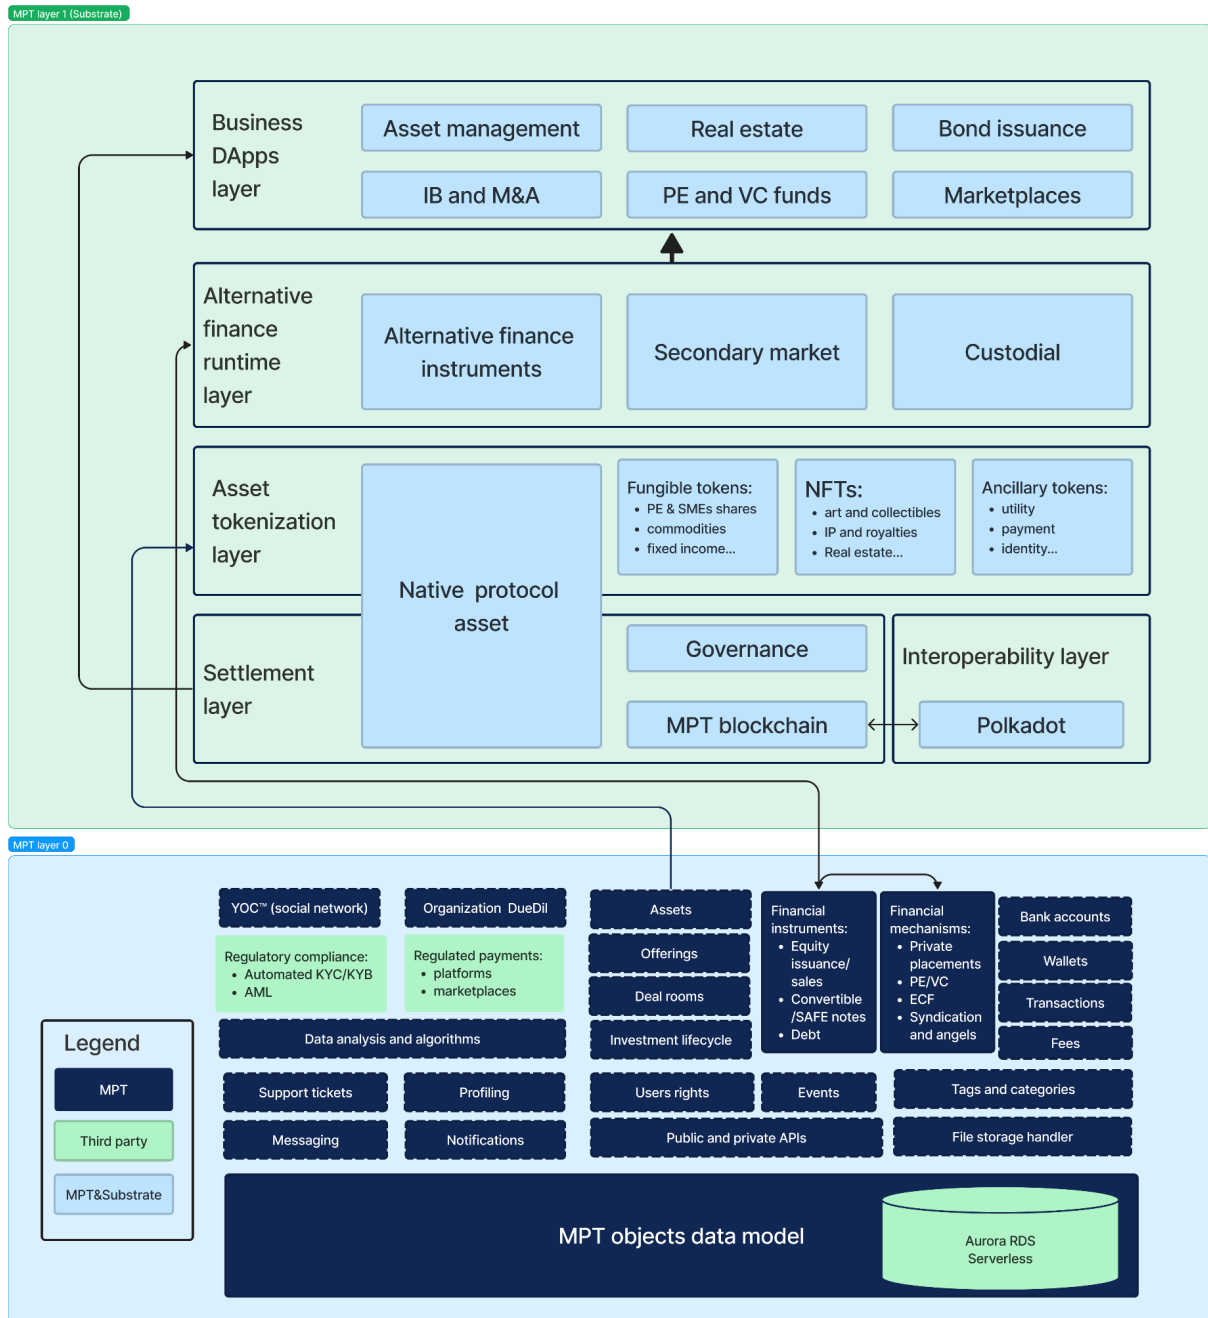 MPT layer 1 (Substrate)
Business
DApps
layer
Asset management
Real estate
Bond issuance
IB and M&A
PE and VC funds
Marketplaces
Alternative
finance
runtime
layer
Alternative finance
instruments
Secondary market
Custodial
Asset
tokenization
layer
Native protocol
asset
Fungible tokens:
• PE & SMEs shares
• commodities
• fixed income...
NFTs:
• art and collectibles
• IP and royalties
• Real estate...
Ancillary tokens:
• utility
• payment
• identity...
Settlement
layer
Governance
MPT blockchain
Interoperability layer
Polkadot
MPT layer 0
YOC™ (social network)
Organization DueDil
Regulatory compliance:
• Automated KYC/KYB
• AML
Regulated payments:
• platforms
• marketplaces
Data analysis and algorithms
Support tickets
Profiling
Messaging
Notifications
Assets
Offerings
Deal rooms
Investment lifecycle
Financial
instruments:
• Equity
issuance/
sales
• Convertible
/SAFE notes
• Debt
Financial
mechanisms:
• Private
placements
• PE/VC
• ECF
• Syndication
and angels
Bank accounts
Wallets
Transactions
Fees
Users rights
Events
Tags and categories
Public and private APIs
File storage handler
MPT objects data model
Aurora RDS
Serverless
Legend
MPT
Third party
MPT&Substrate